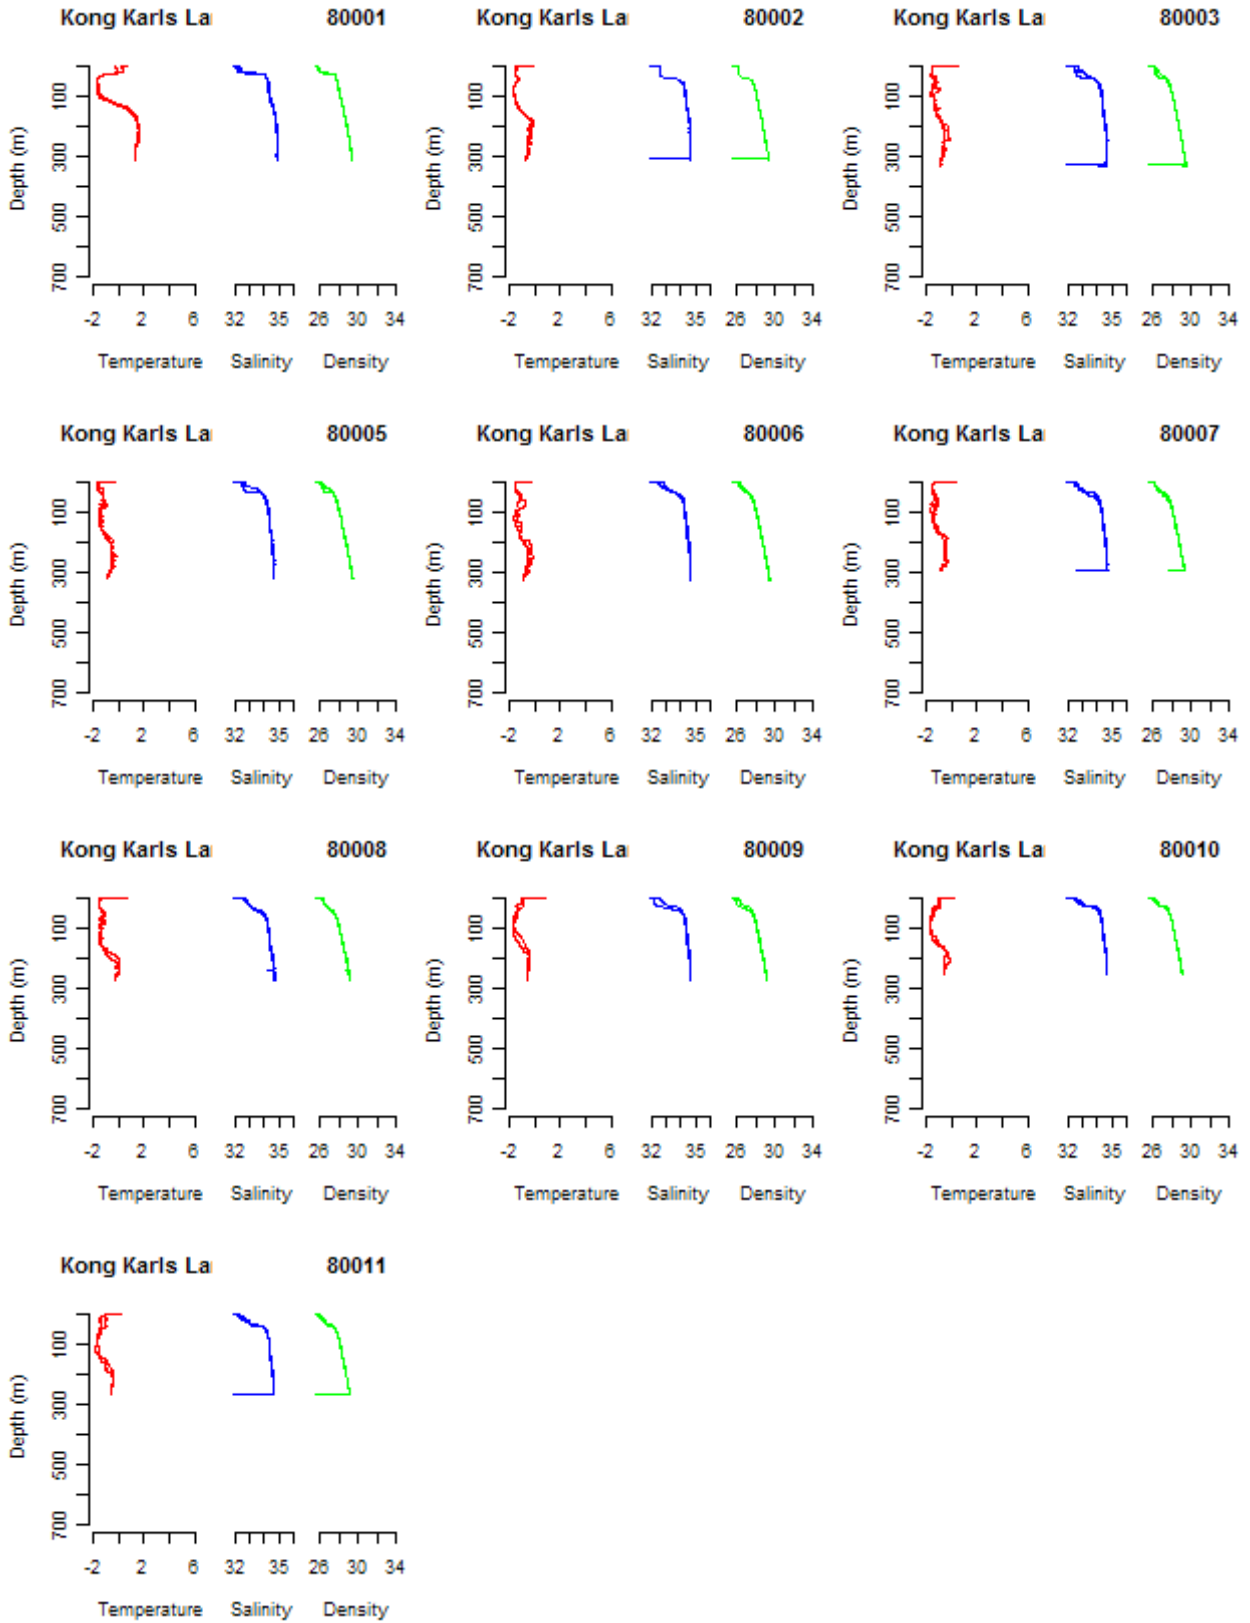 Kong Karls La 80001
Depth (m)
100 300 500 700
-2 2 6 32 35 26 30 34
Temperature Salinity Density
Kong Karls La 80002
Depth (m)
100 300 500 700
-2 2 6 32 35 26 30 34
Temperature Salinity Density
Kong Karls La 80003
Depth (m)
100 300 500 700
-2 2 6 32 35 26 30 34
Temperature Salinity Density
Kong Karls La 80005
Depth (m)
100 300 500 700
-2 2 6 32 35 26 30 34
Temperature Salinity Density
Kong Karls La 80006
Depth (m)
100 300 500 700
-2 2 6 32 35 26 30 34
Temperature Salinity Density
Kong Karls La 80007
Depth (m)
100 300 500 700
-2 2 6 32 35 26 30 34
Temperature Salinity Density
Kong Karls La 80008
Depth (m)
100 300 500 700
-2 2 6 32 35 26 30 34
Temperature Salinity Density
Kong Karls La 80009
Depth (m)
100 300 500 700
-2 2 6 32 35 26 30 34
Temperature Salinity Density
Kong Karls La 80010
Depth (m)
100 300 500 700
-2 2 6 32 35 26 30 34
Temperature Salinity Density
Kong Karls La 80011
Depth (m)
100 300 500 700
-2 2 6 32 35 26 30 34
Temperature Salinity Density